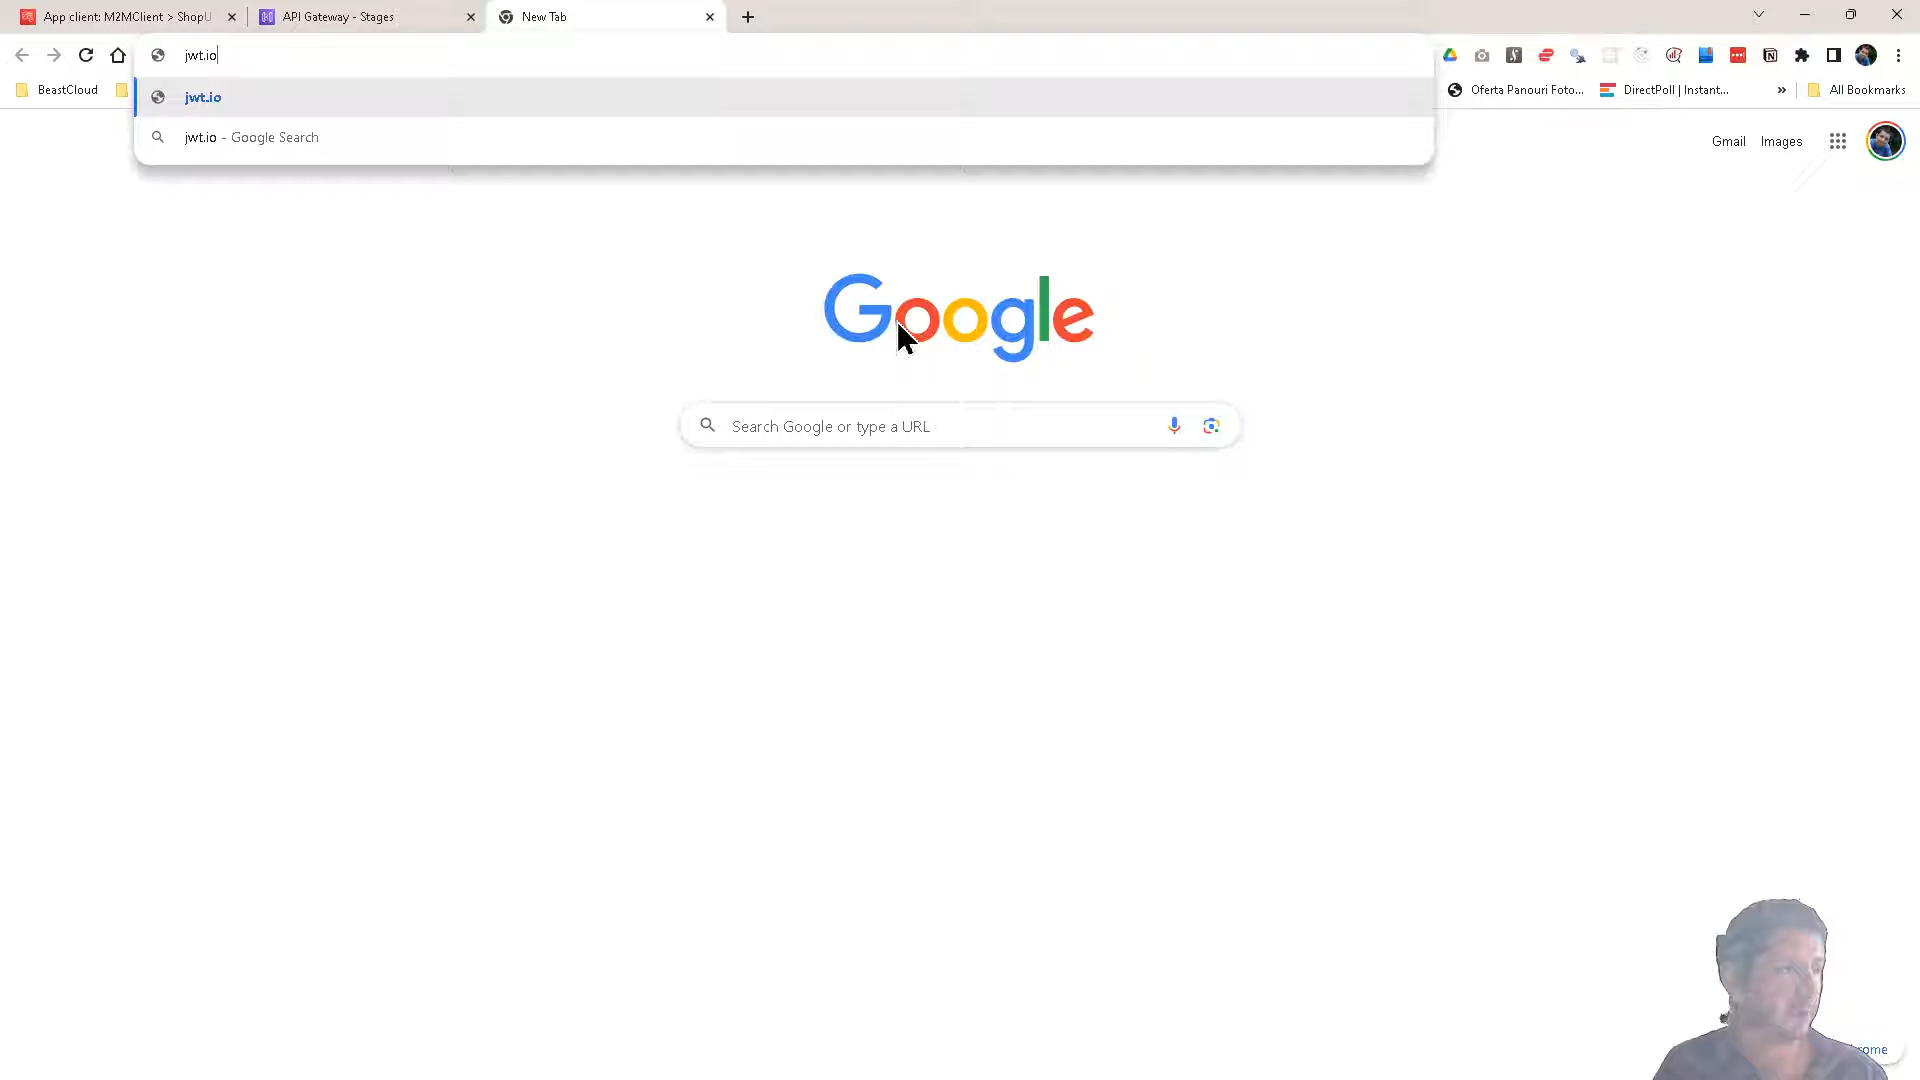 App client: M2MClient > ShopU
API Gateway - Stages
New Tab
jwt.io
BeastCloud
jwt.io
Oferta Panouri Foto...
DirectPoll | Instant...
»
All Bookmarks
jwt.io - Google Search
Gmail
Images
Google
Search Google or type a URL
rome